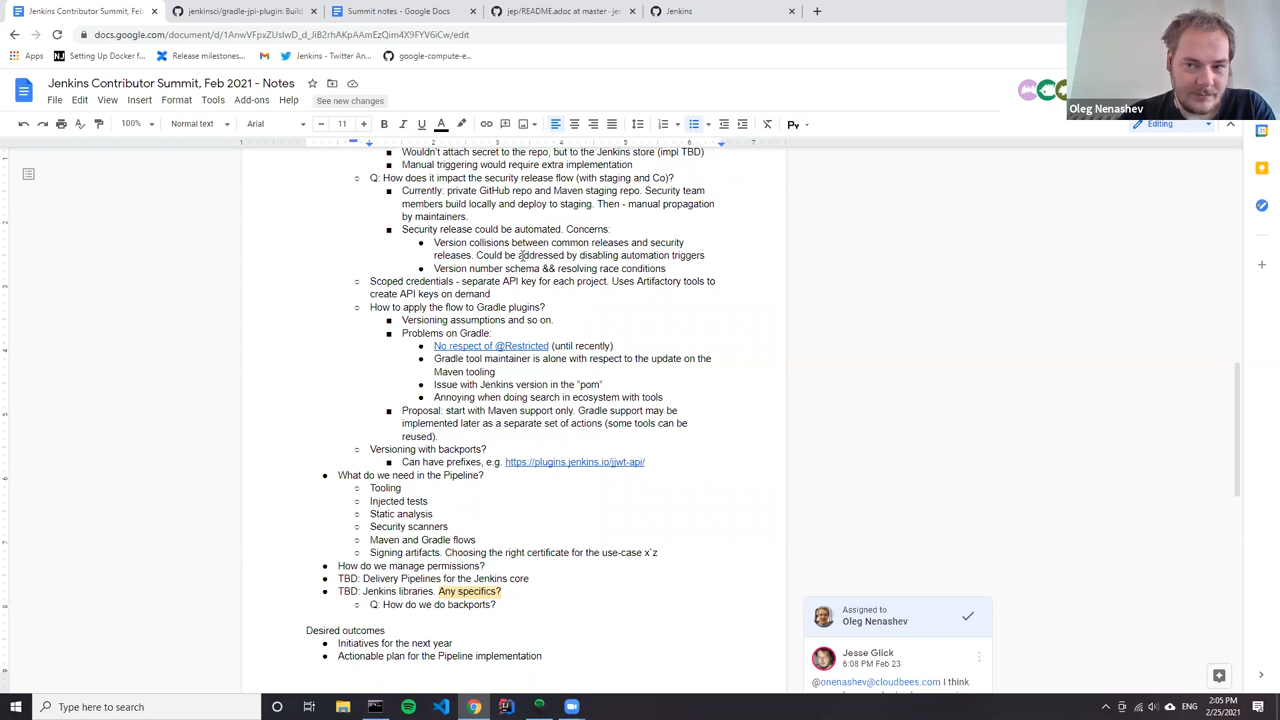 Jenkins Contributor Summit, Feb
jenkinsci/gradle-jpi-plugin: Build
Summit notes - Google Docs
jep/README.adoc at master · je
Jenkins
docs.google.com/document/d/1AnwVFpxZUslwD_d_JiB2rhAKpAAmEzQim4X9FYV6iCw/edit
Apps
Setting Up Docker f...
Release milestones...
Twitter - Jenkins - Twitter An...
google-compute-e...
Jenkins Contributor Summit, Feb 2021 - Notes
Oleg Nenashev
File Edit View Insert Format Tools Add-ons Help See new changes
100% Normal text Arial 11 Editing
Wouldn't attach secret to the repo, but to the Jenkins store (impl TBD)
Manual triggering would require extra implementation
Q: How does it impact the security release flow (with staging and Co)?
Currently: private GitHub repo and Maven staging repo. Security team
members build locally and deploy to staging. Then - manual propagation
by maintainers.
Security release could be automated. Concerns:
Version collisions between common releases and security
releases. Could be addressed by disabling automation triggers
Version number schema && resolving race conditions
Scoped credentials - separate API key for each project. Uses Artifactory tools to
create API keys on demand
How to apply the flow to Gradle plugins?
Versioning assumptions and so on.
Problems on Gradle:
No respect of @Restricted (until recently)
Gradle tool maintainer is alone with respect to the update on the
Maven tooling
Issue with Jenkins version in the "pom"
Annoying when doing search in ecosystem with tools
Proposal: start with Maven support only. Gradle support may be
implemented later as a separate set of actions (some tools can be
reused).
Versioning with backports?
Can have prefixes, e.g. https://plugins.jenkins.io/jjwt-api/
What do we need in the Pipeline?
Tooling
Injected tests
Static analysis
Security scanners
Maven and Gradle flows
Signing artifacts. Choosing the right certificate for the use-case x`z
How do we manage permissions?
TBD: Delivery Pipelines for the Jenkins core
TBD: Jenkins libraries. Any specifics?
Q: How do we do backports?
Desired outcomes
Initiatives for the next year
Actionable plan for the Pipeline implementation
Assigned to
Oleg Nenashev
Jesse Glick
6:08 PM Feb 23
@onenashev@cloudbees.com I think
Type here to search
2:05 PM
2/25/2021